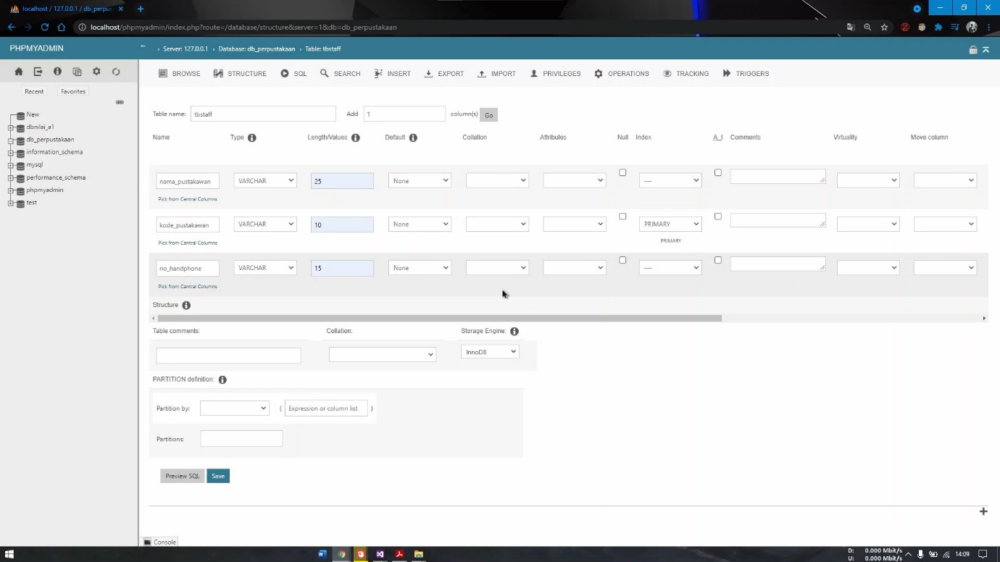 localhost / 127.0.0.1 / db_perpu
localhost/phpmyadmin/index.php?route=/database/structure&server=1&db=db_perpustakaan
PHPMYADMIN
Server: 127.0.0.1 › Database: db_perpustakaan › Table: tbstaff
BROWSE STRUCTURE SQL SEARCH INSERT EXPORT IMPORT PRIVILEGES OPERATIONS TRACKING TRIGGERS
Recent Favorites
New
dbnilai_a1
db_perpustakaan
information_schema
mysql
performance_schema
phpmyadmin
test
Table name: tbstaff Add 1 column(s) Go
Name Type Length/Values Default Collation Attributes Null Index A_I Comments Virtuality Move column
nama_pustakawan VARCHAR 25 None ---
Pick from Central Columns
kode_pustakawan VARCHAR 10 None PRIMARY
Pick from Central Columns PRIMARY
no_handphone VARCHAR 15 None ---
Pick from Central Columns
Structure
Table comments: Collation: Storage Engine:
InnoDB
PARTITION definition:
Partition by: ( Expression or column list )
Partitions:
Preview SQL Save
Console
D: 0.000 Mbit/s
U: 0.000 Mbit/s
14:09